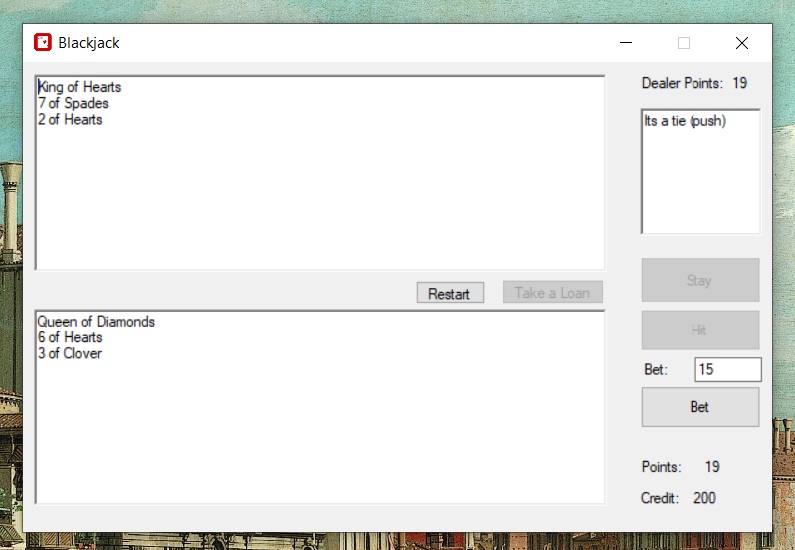 Blackjack
King of Hearts
7 of Spades
2 of Hearts
Dealer Points: 19
Its a tie (push)
Restart
Take a Loan
Stay
Hit
Queen of Diamonds
6 of Hearts
3 of Clover
Bet: 15
Bet
Points: 19
Credit: 200